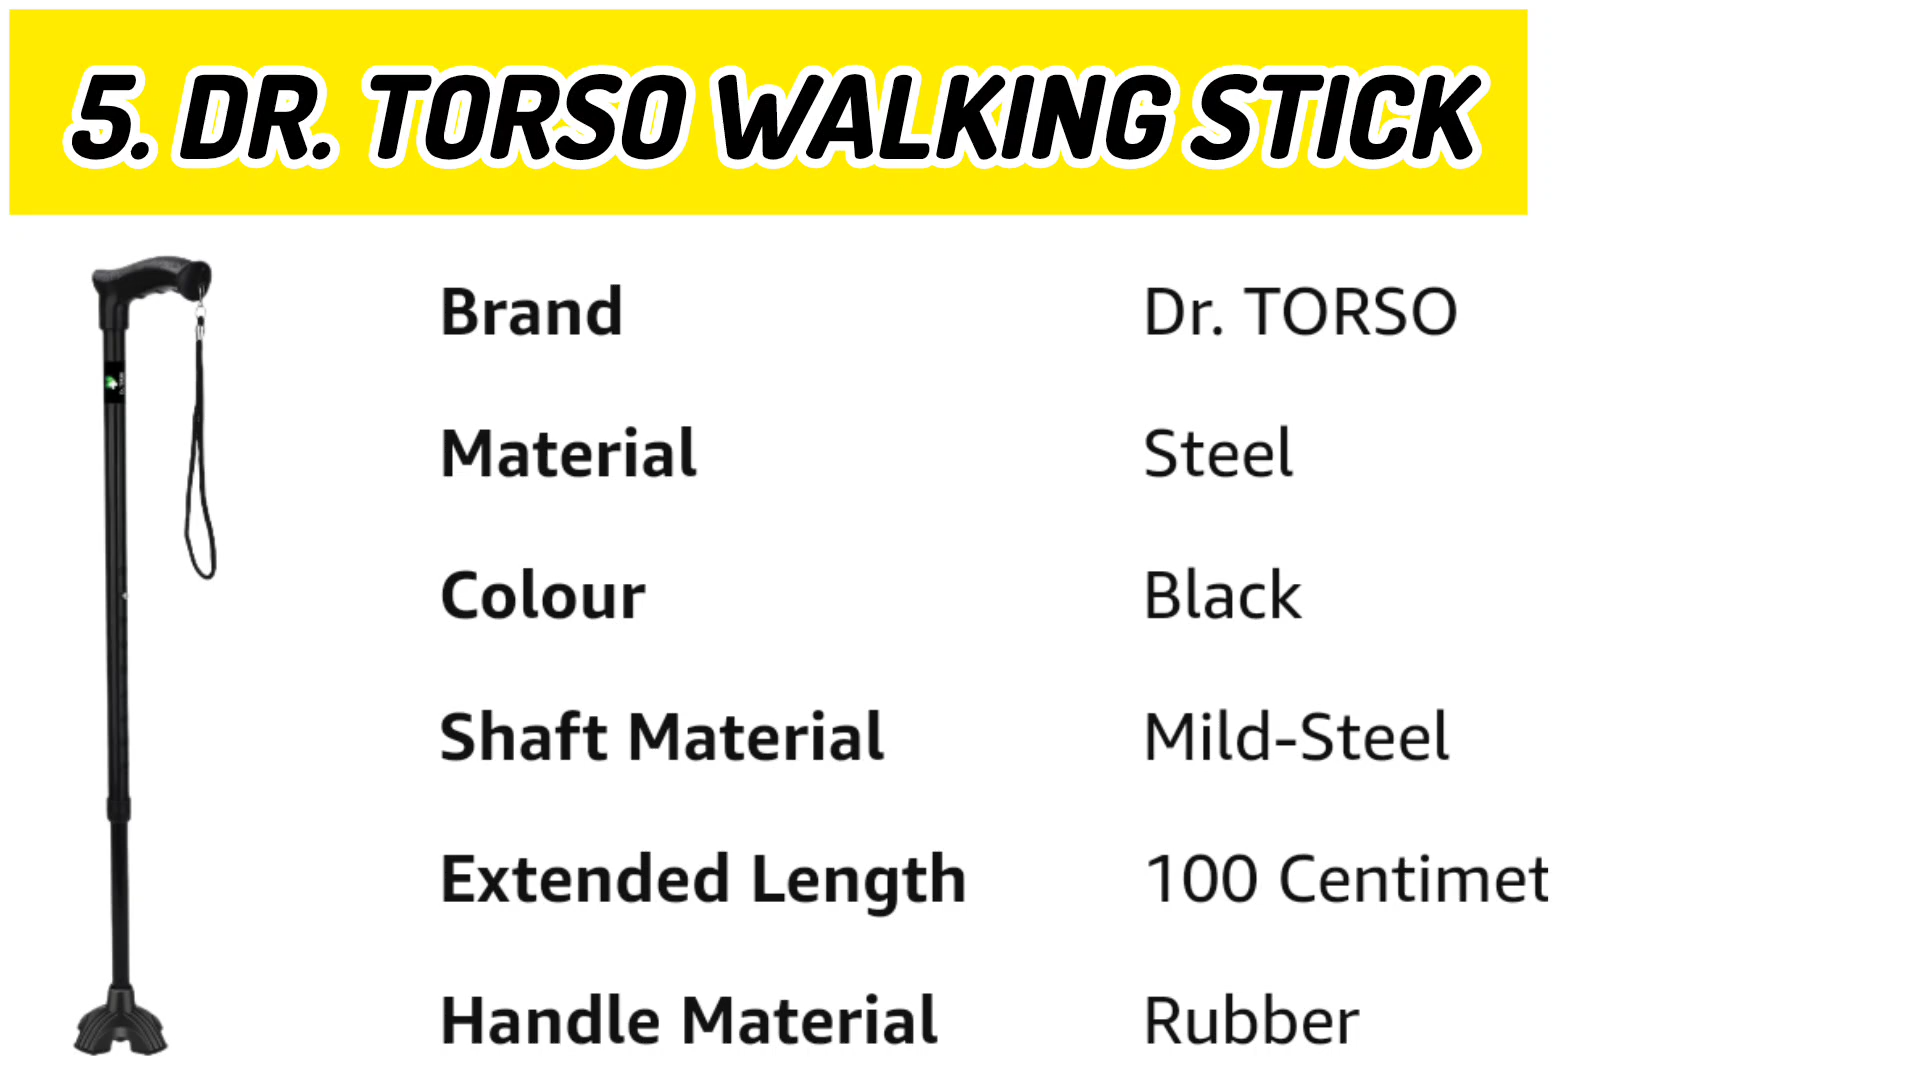 5. DR. TORSO WALKING STICK
Brand Dr. TORSO
Material Steel
Colour Black
Shaft Material Mild-Steel
Extended Length 100 Centimet
Handle Material Rubber